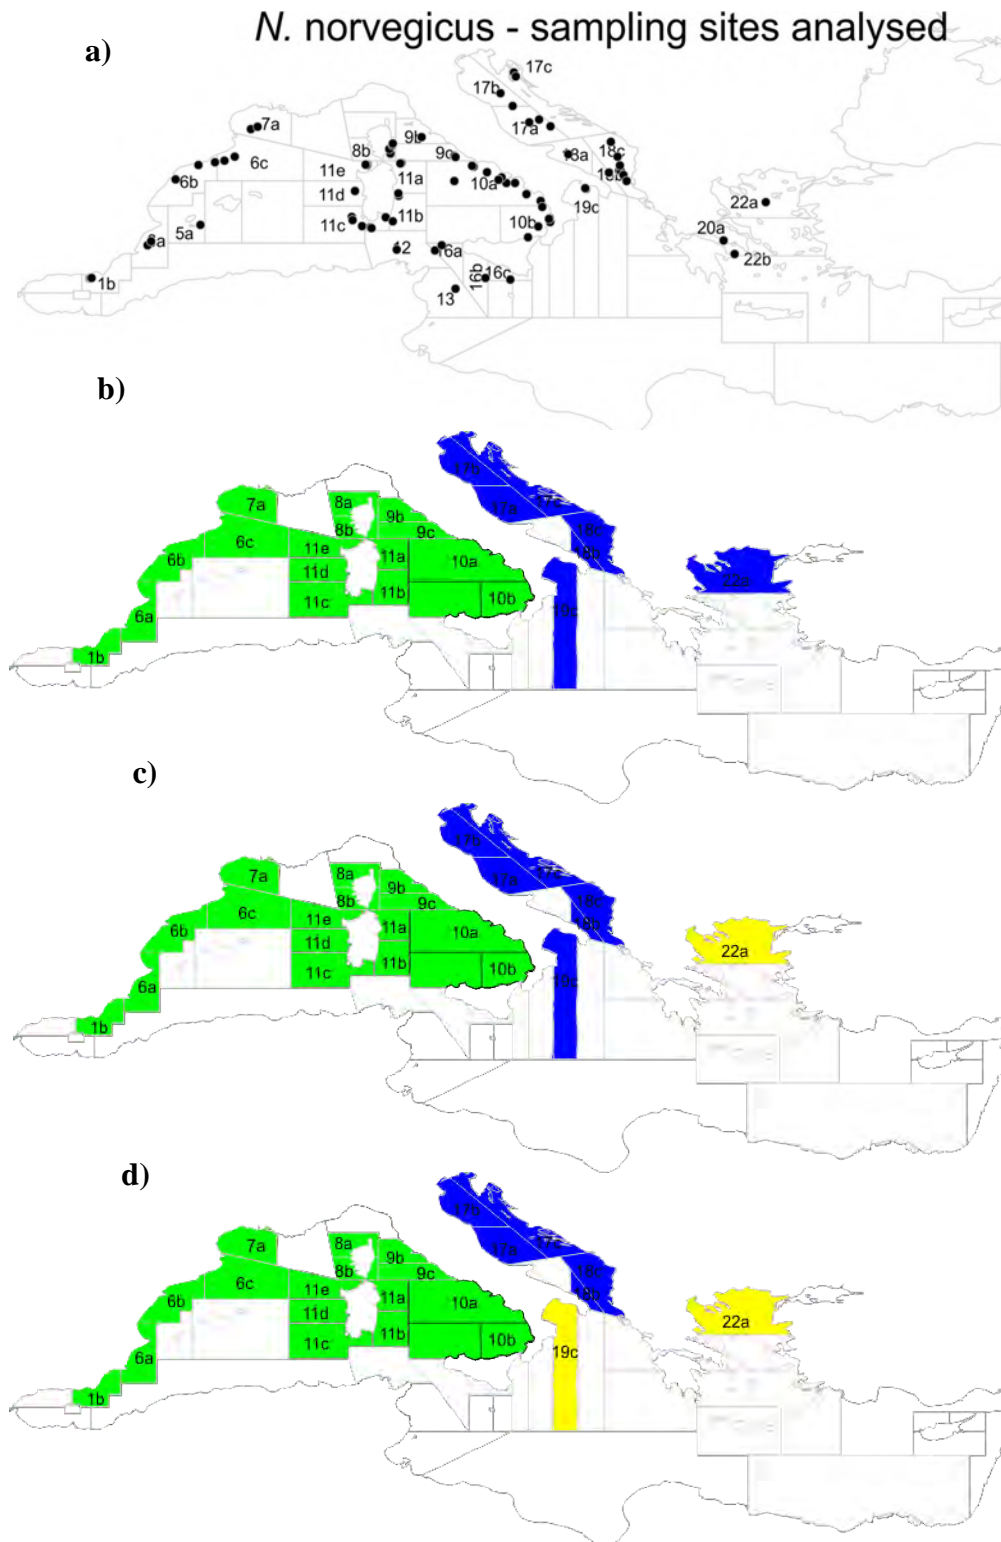 N. norvegicus - sampling sites analysed
a)
17c
17b
7a
17a
9b
8b
18c
9c
18a
6c
11e
11a
10a
18b
6b
11d
19c
22a
11b
10b
5a
11c
20a
6a
12
16a
22b
16b
16c
1b
13
b)
17b
8a
7a
17a
17c
9b
8b
18c
9c
6c
11e
11a
10a
18b
6b
11d
22a
11b
11c
10b
19c
6a
1b
c)
17b
8a
7a
17a
17c
9b
8b
18c
9c
6c
11e
11a
10a
18b
6b
11d
22a
11b
11c
10b
19c
6a
1b
d)
17b
8a
7a
17a
17c
9b
8b
18c
9c
6c
11e
11a
10a
18b
6b
11d
22a
11b
11c
10b
19c
6a
1b